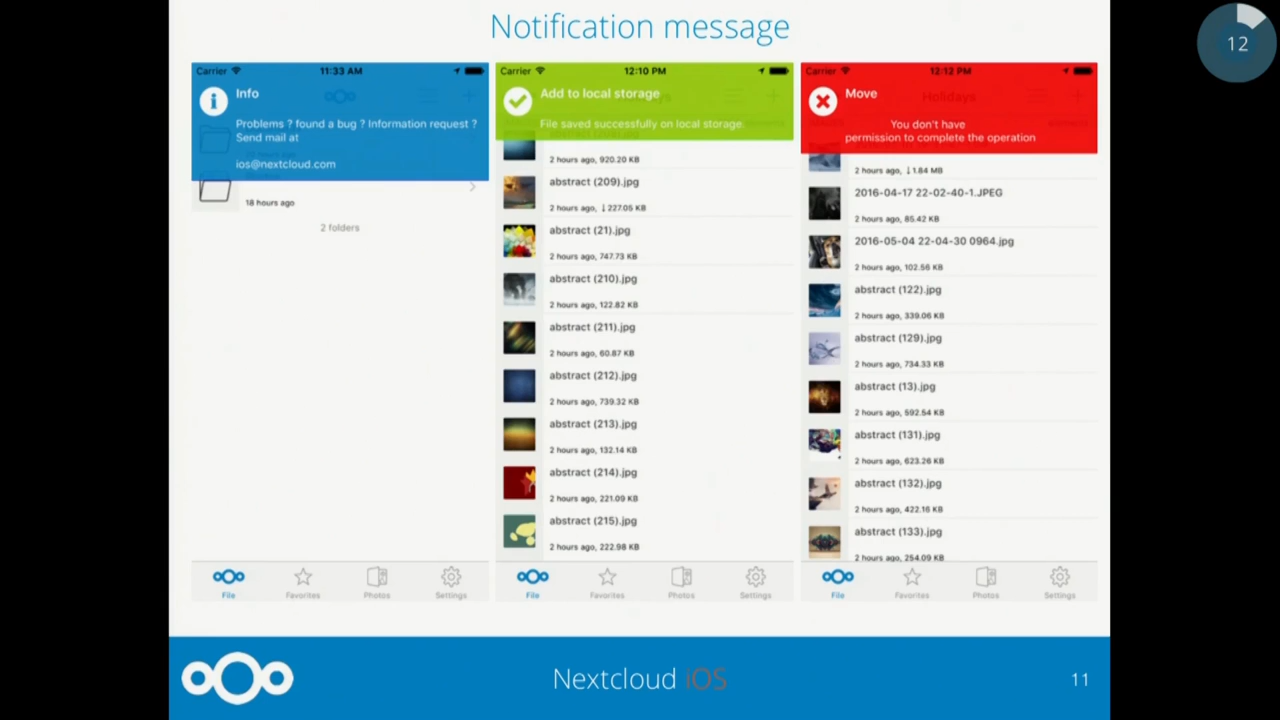 Notification message
12
Carrier 11:33 AM
Info
Problems ? found a bug ? Information request ?
Send mail at
ios@nextcloud.com
18 hours ago
2 folders
File Favorites Photos Settings
Carrier 12:10 PM
Add to local storage
File saved successfully on local storage.
2 hours ago, 920.20 KB
abstract (209).jpg
2 hours ago, ↓227.05 KB
abstract (21).jpg
2 hours ago, 747.73 KB
abstract (210).jpg
2 hours ago, 122.82 KB
abstract (211).jpg
2 hours ago, 60.87 KB
abstract (212).jpg
2 hours ago, 739.32 KB
abstract (213).jpg
2 hours ago, 132.14 KB
abstract (214).jpg
2 hours ago, 221.09 KB
abstract (215).jpg
2 hours ago, 222.98 KB
File Favorites Photos Settings
Carrier 12:12 PM
Move
Holidays
You don't have
permission to complete the operation
2 hours ago, ↓1.84 MB
2016-04-17 22-02-40-1.JPEG
2 hours ago, 85.42 KB
2016-05-04 22-04-30 0964.jpg
2 hours ago, 102.56 KB
abstract (122).jpg
2 hours ago, 339.06 KB
abstract (129).jpg
2 hours ago, 734.33 KB
abstract (13).jpg
2 hours ago, 592.54 KB
abstract (131).jpg
2 hours ago, 623.26 KB
abstract (132).jpg
2 hours ago, 422.16 KB
abstract (133).jpg
2 hours ago, 254.09 KB
File Favorites Photos Settings
Nextcloud iOS
11